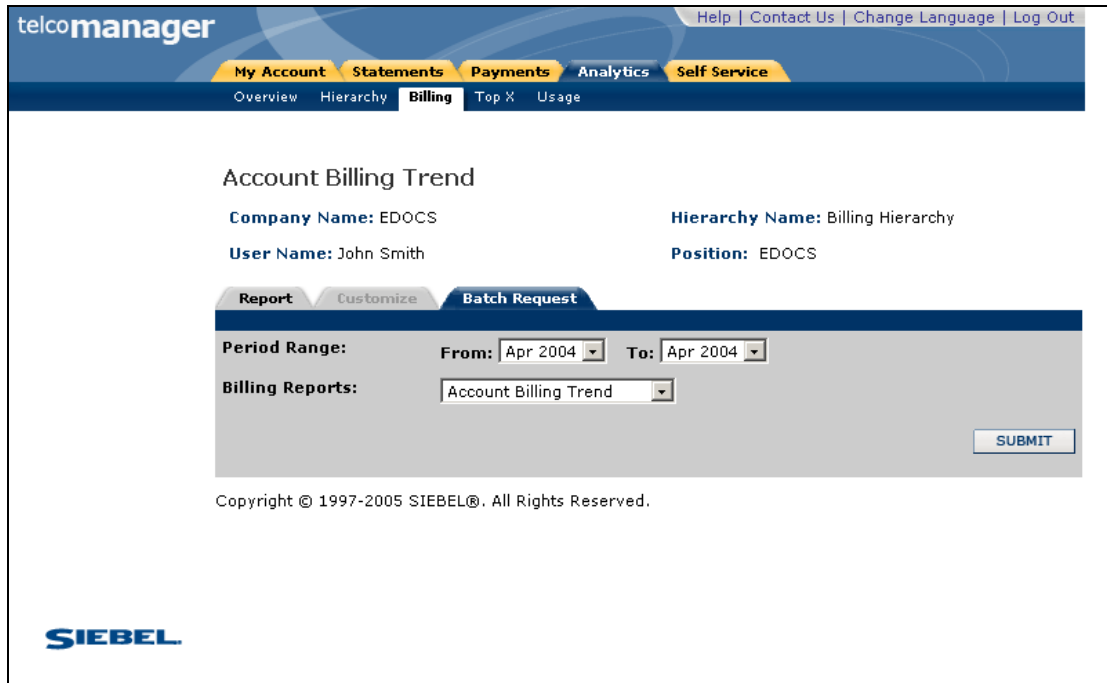 telcomanager
Help | Contact Us | Change Language | Log Out
My Account Statements Payments Analytics Self Service
Overview Hierarchy Billing Top X Usage
Account Billing Trend
Company Name: EDOCS Hierarchy Name: Billing Hierarchy
User Name: John Smith Position: EDOCS
Report Customize Batch Request
Period Range: From: Apr 2004 To: Apr 2004
Billing Reports: Account Billing Trend
SUBMIT
Copyright © 1997-2005 SIEBEL®. All Rights Reserved.
SIEBEL.